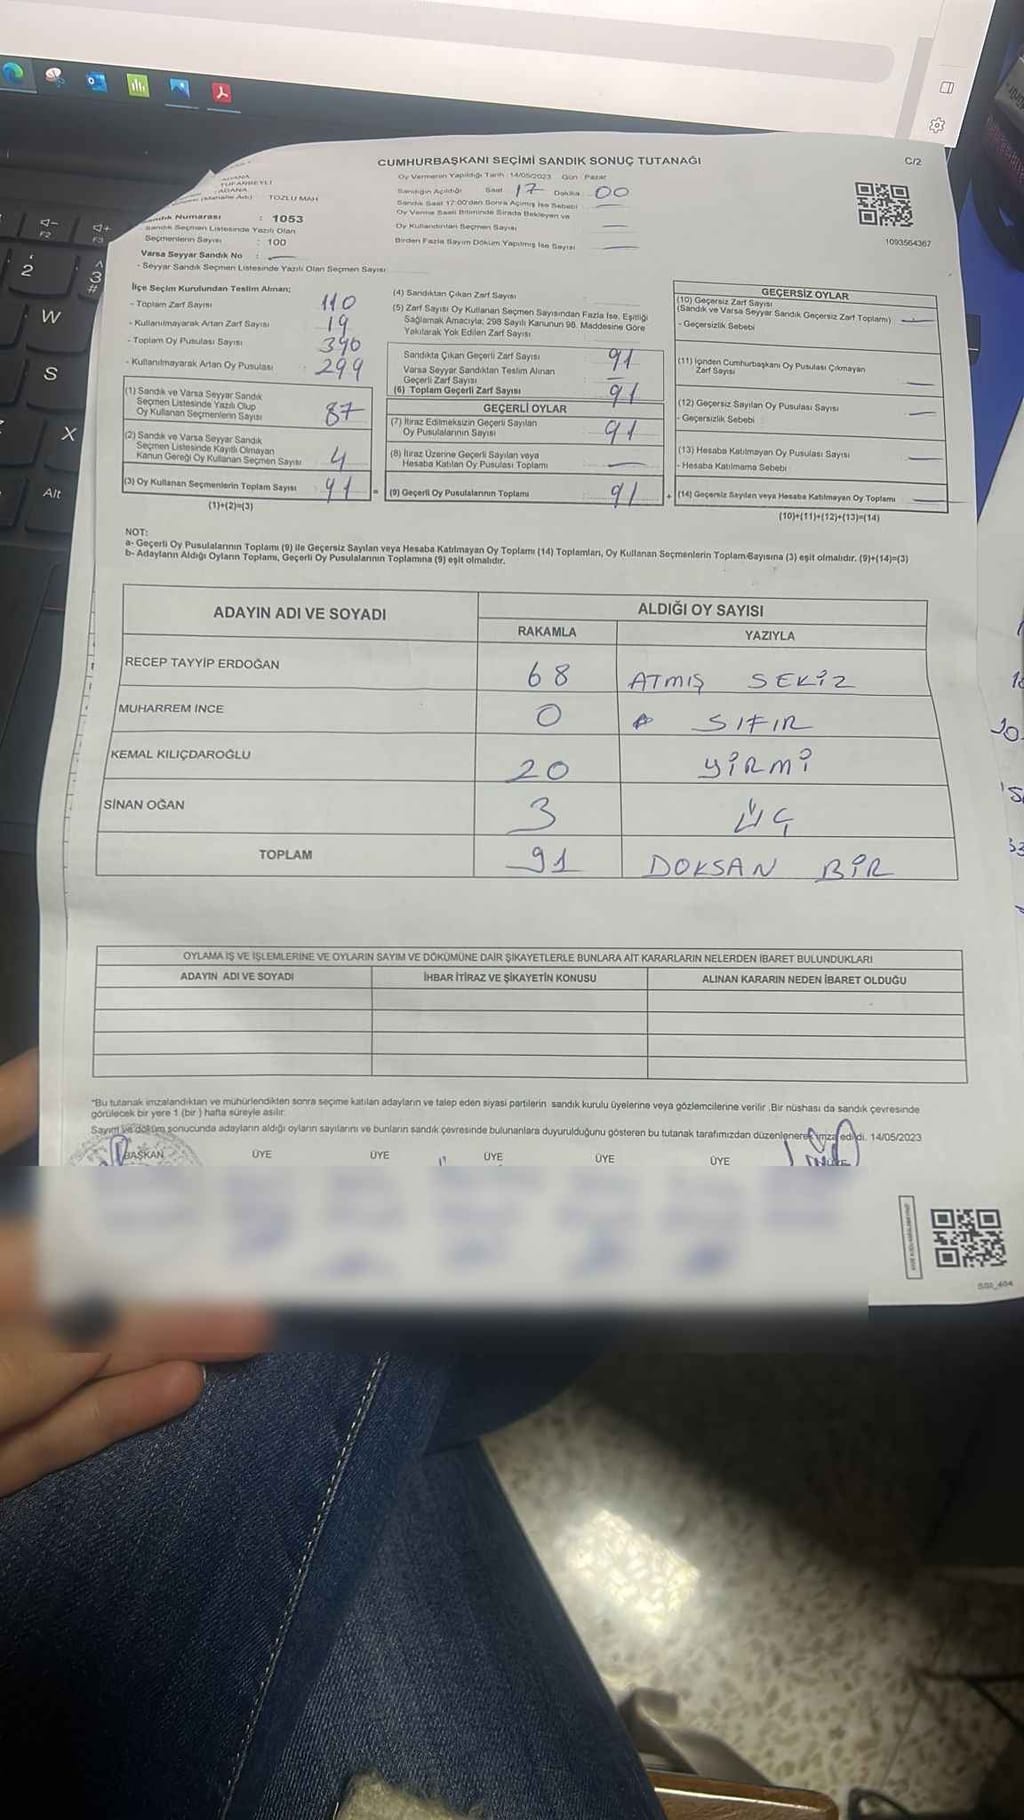 CUMHURBAŞKANI SEÇİMİ SANDIK SONUÇ TUTANAĞI
C/2
ADANA
TUFANBEYLİ
ADANA
TOZLU MAH
Sandık Numarası : 1053
Sandık Seçmen Listesinde Yazılı Olan
Seçmenlerin Sayısı : 100
Varsa Seyyar Sandık No :
- Seyyar Sandık Seçmen Listesinde Yazılı Olan Seçmen Sayısı:
Oy Vermenin Yapıldığı Tarih : 14/05/2023 Gün : Pazar
Sandığın Açıldığı Saat 17 Dakika 00
Sandık Saat 17:00'den Sonra Açılmış İse Sebebi
Oy Verme Saati Bitiminde Sırada Bekleyen ve
Oy Kullandırılan Seçmen Sayısı
Birden Fazla Sayım Döküm Yapılmış İse Sayısı
1093564367
İlçe Seçim Kurulundan Teslim Alınan;
- Toplam Zarf Sayısı 110
- Kullanılmayarak Artan Zarf Sayısı 19
- Toplam Oy Pusulası Sayısı 390
- Kullanılmayarak Artan Oy Pusulası 299
(1) Sandık ve Varsa Seyyar Sandık
Seçmen Listesinde Yazılı Olup
Oy Kullanan Seçmenlerin Sayısı 87
(2) Sandık ve Varsa Seyyar Sandık
Seçmen Listesinde Kayıtlı Olmayan
Kanun Gereği Oy Kullanan Seçmen Sayısı 4
(3) Oy Kullanan Seçmenlerin Toplam Sayısı 91 =
(1)+(2)=(3)
(4) Sandıktan Çıkan Zarf Sayısı
(5) Zarf Sayısı Oy Kullanan Seçmen Sayısından Fazla İse, Eşitliği
Sağlamak Amacıyla; 298 Sayılı Kanunun 98. Maddesine Göre
Yakılarak Yok Edilen Zarf Sayısı
Sandıkta Çıkan Geçerli Zarf Sayısı 91
Varsa Seyyar Sandıktan Teslim Alınan
Geçerli Zarf Sayısı
(6) Toplam Geçerli Zarf Sayısı 91
GEÇERLİ OYLAR
(7) İtiraz Edilmeksizin Geçerli Sayılan
Oy Pusulalarının Sayısı 91
(8) İtiraz Üzerine Geçerli Sayılan veya
Hesaba Katılan Oy Pusulası Toplamı
(9) Geçerli Oy Pusulalarının Toplamı 91 +
GEÇERSİZ OYLAR
(10) Geçersiz Zarf Sayısı
(Sandık ve Varsa Seyyar Sandık Geçersiz Zarf Toplamı)
- Geçersizlik Sebebi
(11) İçinden Cumhurbaşkanı Oy Pusulası Çıkmayan
Zarf Sayısı
(12) Geçersiz Sayılan Oy Pusulası Sayısı
- Geçersizlik Sebebi
(13) Hesaba Katılmayan Oy Pusulası Sayısı
- Hesaba Katılmama Sebebi
(14) Geçersiz Sayılan veya Hesaba Katılmayan Oy Toplamı
(10)+(11)+(12)+(13)=(14)
NOT:
a- Geçerli Oy Pusulalarının Toplamı (9) ile Geçersiz Sayılan veya Hesaba Katılmayan Oy Toplamı (14) Toplamları, Oy Kullanan Seçmenlerin Toplam Sayısına (3) eşit olmalıdır. (9)+(14)=(3)
b- Adayların Aldığı Oyların Toplamı, Geçerli Oy Pusulalarının Toplamına (9) eşit olmalıdır.
ADAYIN ADI VE SOYADI
ALDIĞI OY SAYISI
RAKAMLA YAZIYLA
RECEP TAYYİP ERDOĞAN 68 ATMIŞ SEKİZ
MUHARREM İNCE 0 SIFIR
KEMAL KILIÇDAROĞLU 20 YİRMİ
SİNAN OĞAN 3 ÜÇ
TOPLAM 91 DOKSAN BİR
OYLAMA İŞ VE İŞLEMLERİNE VE OYLARIN SAYIM VE DÖKÜMÜNE DAİR ŞİKAYETLERLE BUNLARA AİT KARARLARIN NELERDEN İBARET BULUNDUKLARI
ADAYIN ADI VE SOYADI İHBAR İTİRAZ VE ŞİKAYETİN KONUSU ALINAN KARARIN NEDEN İBARET OLDUĞU
"Bu tutanak imzalandıktan ve mühürlendikten sonra seçime katılan adayların ve talep eden siyasi partilerin sandık kurulu üyelerine veya gözlemcilerine verilir .Bir nüshası da sandık çevresinde
görülecek bir yere 1 (bir ) hafta süreyle asılır.
Sayım ve döküm sonucunda adayların aldığı oyların sayılarını ve bunların sandık çevresinde bulunanlara duyurulduğunu gösteren bu tutanak tarafımızdan düzenlenerek imza edildi. 14/05/2023
BAŞKAN ÜYE ÜYE ÜYE ÜYE ÜYE
2
W
3
#
S
X
Alt
F2
F3